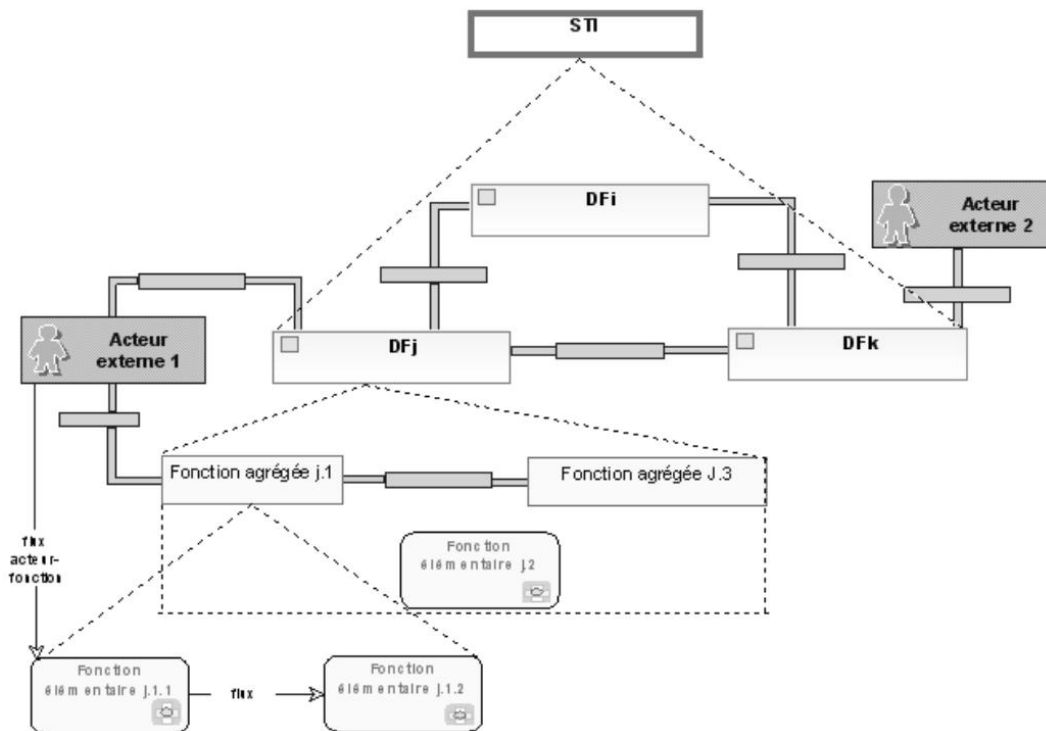 STI
DFi
Acteur
externe 2
Acteur
externe 1
DFj
DFk
Fonction agrégée j.1
Fonction agrégée J.3
flux
acteur-
fonction
Fonction
élémentaire j.2
Fonction
élémentaire j.1.1
flux
Fonction
élémentaire j.1.2